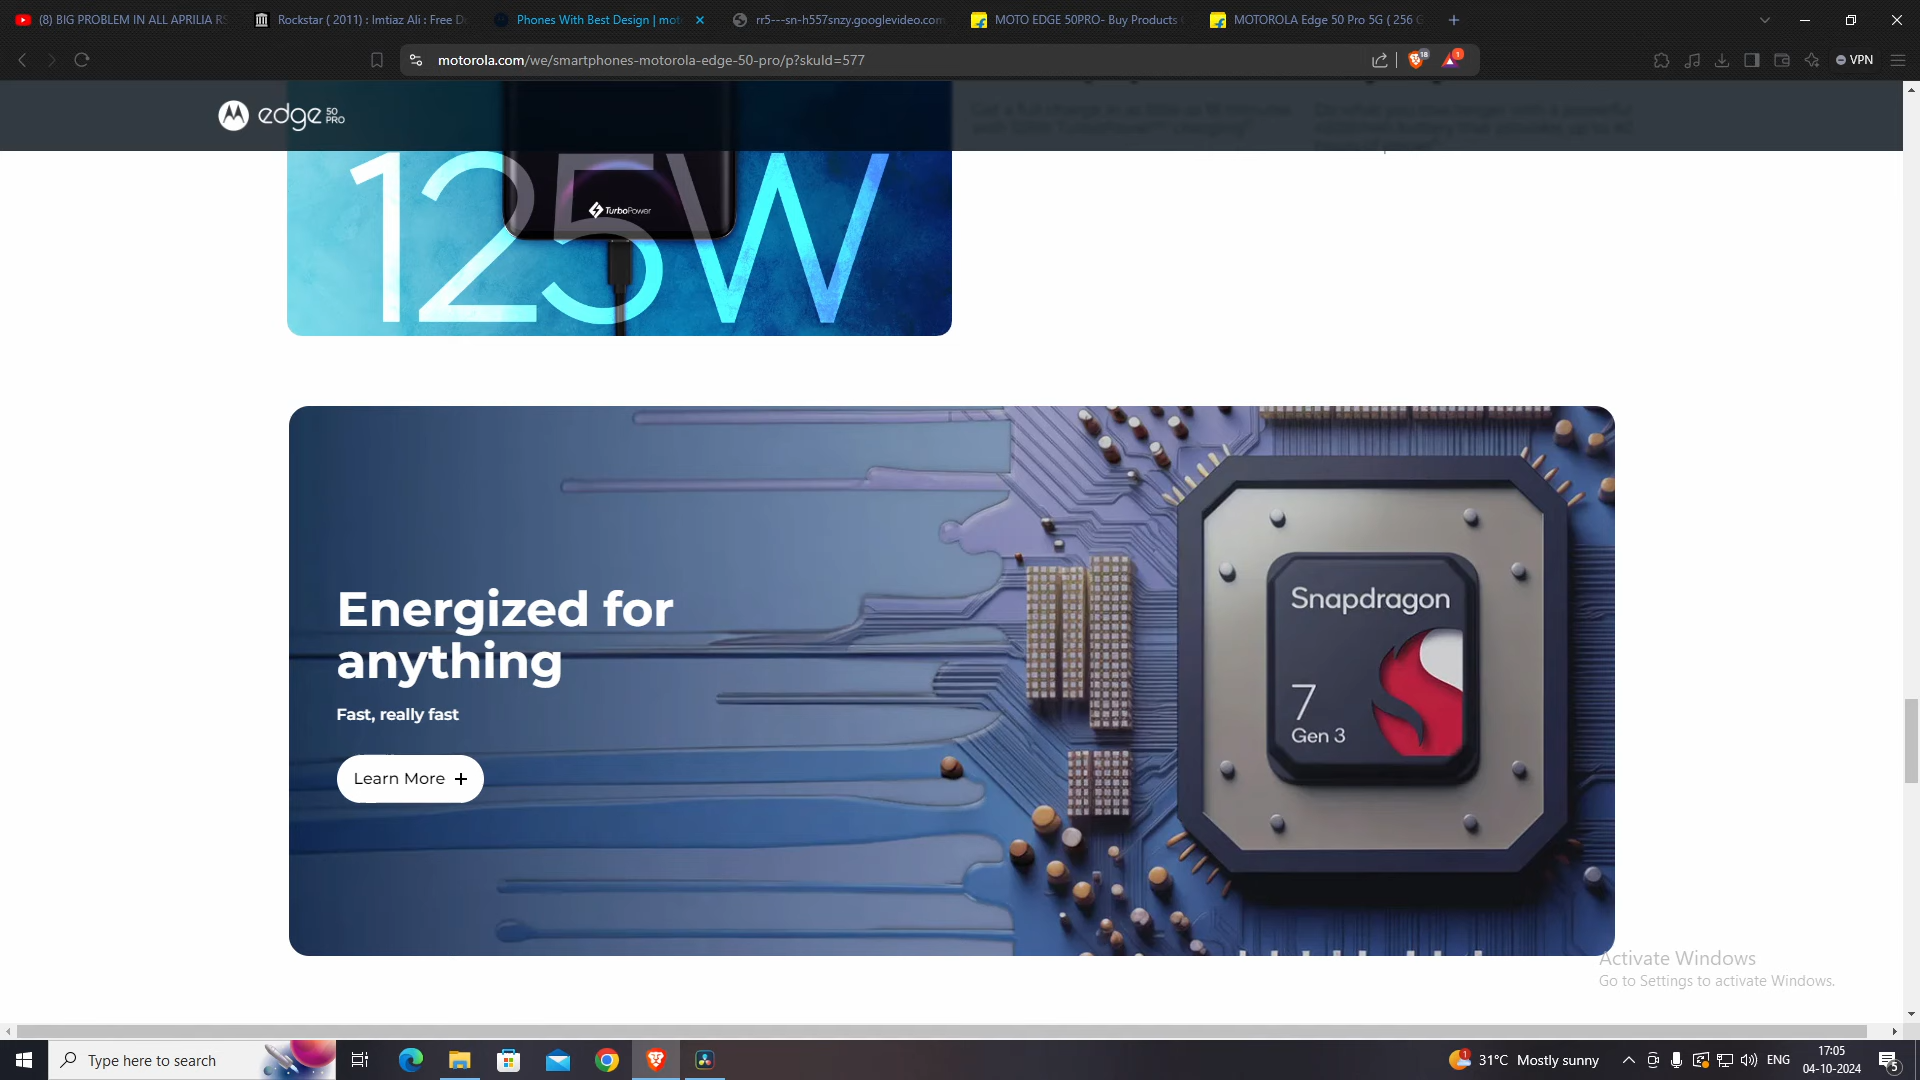 (8) BIG PROBLEM IN ALL APRILIA RS
Rockstar ( 2011) : Imtiaz Ali : Free D
Phones With Best Design | mot
rr5---sn-h557snzy.googlevideo.com
MOTO EDGE 50PRO- Buy Products
MOTOROLA Edge 50 Pro 5G ( 256 G
motorola.com/we/smartphones-motorola-edge-50-pro/p?skuId=577
18
1
VPN
edge 50 PRO
125W
TurboPower
Energized for
anything
Fast, really fast
Learn More +
Snapdragon
7
Gen 3
Activate Windows
Go to Settings to activate Windows.
Type here to search
1
31°C Mostly sunny
ENG
17:05
04-10-2024
5